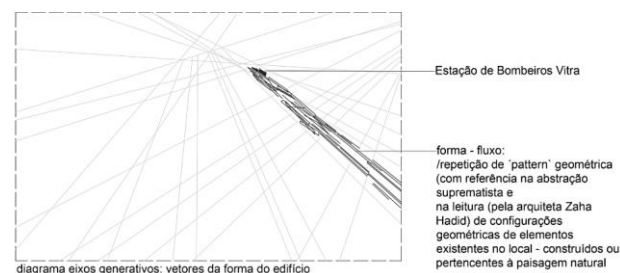 Estação de Bombeiros Vitra
forma - fluxo:
/repetição de ´pattern` geométrica
(com referência na abstração
suprematista e
na leitura (pela arquiteta Zaha
Hadid) de configurações
geométricas de elementos
existentes no local - construídos ou
pertencentes à paisagem natural
diagrama eixos generativos: vetores da forma do edifício